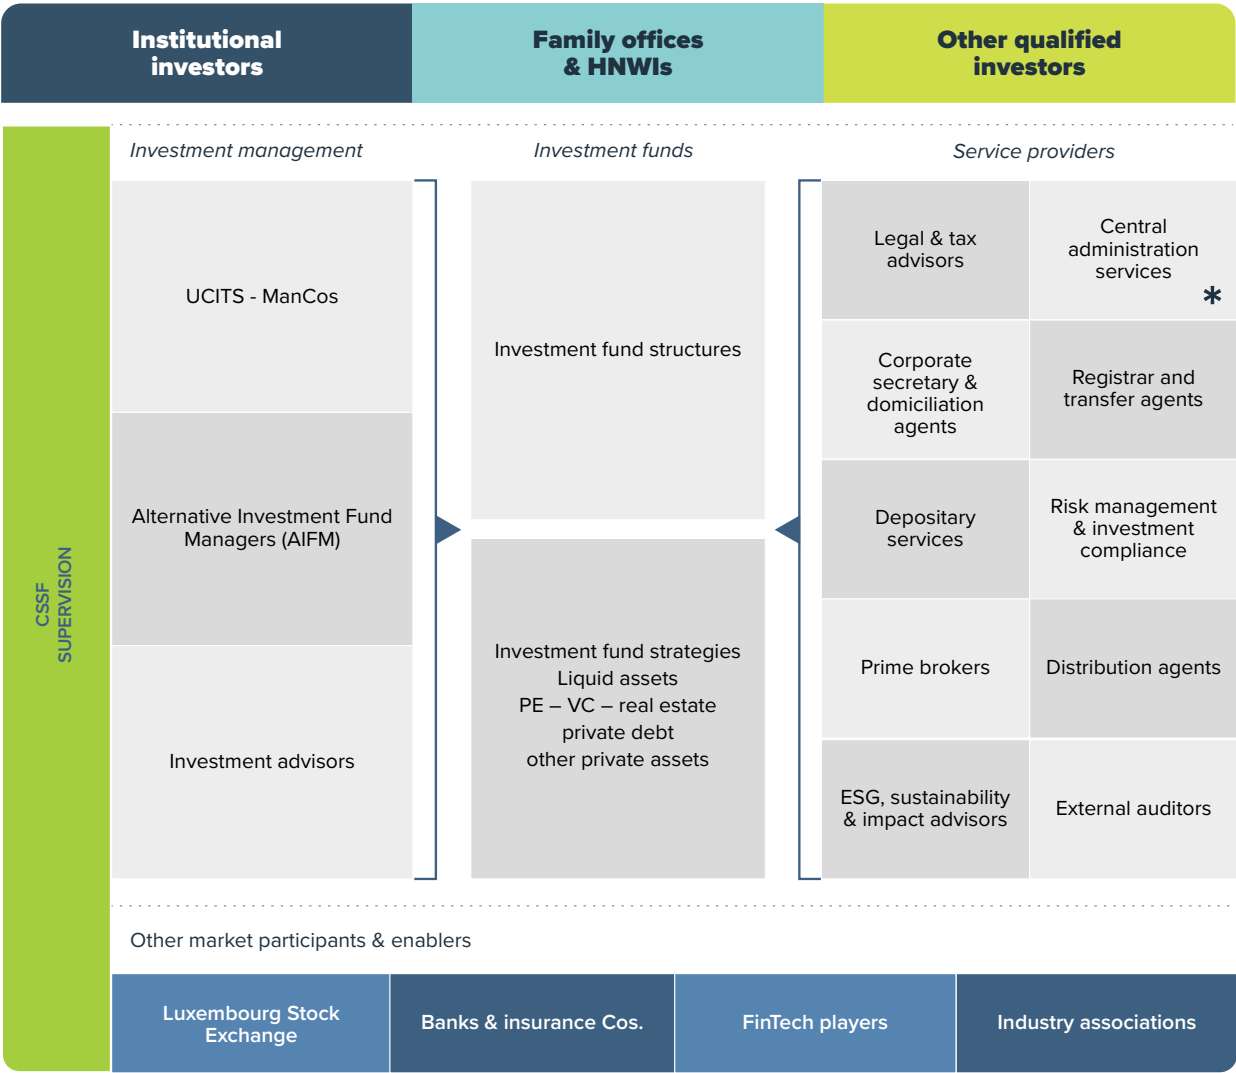 Institutional
investors
Family offices
& HNWIs
Other qualified
investors
CSSF
SUPERVISION
Investment management
Investment funds
Service providers
UCITS - ManCos
Alternative Investment Fund
Managers (AIFM)
Investment advisors
Investment fund structures
Investment fund strategies
Liquid assets
PE – VC – real estate
private debt
other private assets
Legal & tax
advisors
Central
administration
services
*
Corporate
secretary &
domiciliation
agents
Registrar and
transfer agents
Depositary
services
Risk management
& investment
compliance
Prime brokers
Distribution agents
ESG, sustainability
& impact advisors
External auditors
Other market participants & enablers
Luxembourg Stock
Exchange
Banks & insurance Cos.
FinTech players
Industry associations